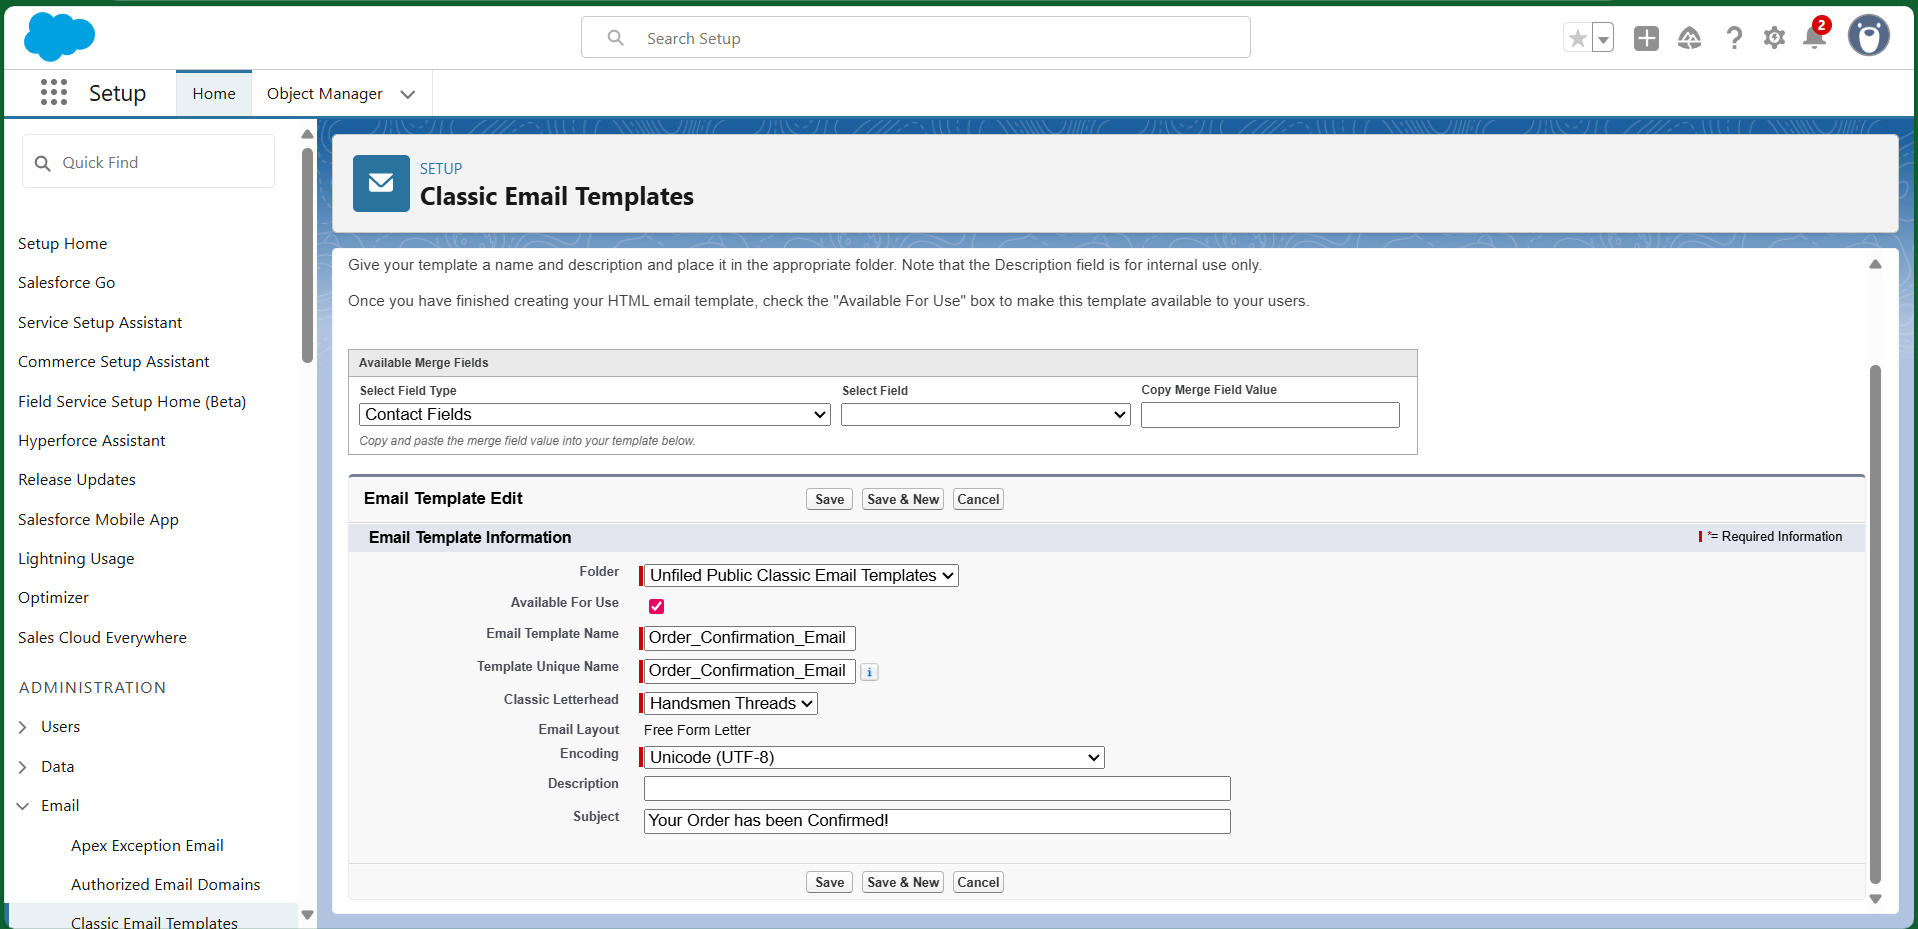 Search Setup
2
Setup
Home
Object Manager
Quick Find
Setup Home
Salesforce Go
Service Setup Assistant
Commerce Setup Assistant
Field Service Setup Home (Beta)
Hyperforce Assistant
Release Updates
Salesforce Mobile App
Lightning Usage
Optimizer
Sales Cloud Everywhere
ADMINISTRATION
Users
Data
Email
Apex Exception Email
Authorized Email Domains
Classic Email Templates
SETUP
Classic Email Templates
Give your template a name and description and place it in the appropriate folder. Note that the Description field is for internal use only.
Once you have finished creating your HTML email template, check the "Available For Use" box to make this template available to your users.
Available Merge Fields
Select Field Type Select Field Copy Merge Field Value
Contact Fields
Copy and paste the merge field value into your template below.
Email Template Edit Save Save & New Cancel
Email Template Information *= Required Information
Folder Unfiled Public Classic Email Templates
Available For Use
Email Template Name Order_Confirmation_Email
Template Unique Name Order_Confirmation_Email i
Classic Letterhead Handsmen Threads
Email Layout Free Form Letter
Encoding Unicode (UTF-8)
Description
Subject Your Order has been Confirmed!
Save Save & New Cancel